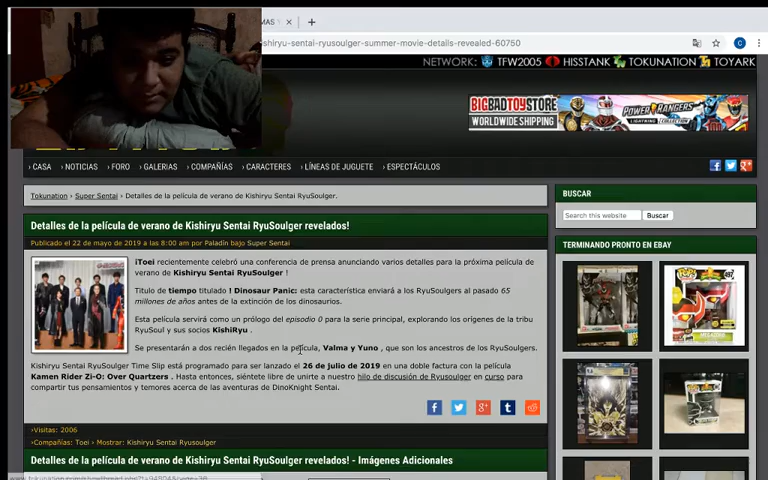 MAS
shiryu-sentai-ryusoulger-summer-movie-details-revealed-60750
NETWORK: TFW2005 HISSTANK TOKUNATION TOYARK
BIGBADTOYSTORE
WORLDWIDE SHIPPING
POWER RANGERS
LIGHTNING COLLECTION
› CASA › NOTICIAS › FORO › GALERIAS › COMPAÑÍAS › CARACTERES › LÍNEAS DE JUGUETE › ESPECTÁCULOS
Tokunation › Super Sentai › Detalles de la película de verano de Kishiryu Sentai RyuSoulger revelados!
Detalles de la película de verano de Kishiryu Sentai RyuSoulger revelados!
Publicado el 22 de mayo de 2019 a las 8:00 am por Paladín bajo Super Sentai
¡Toei recientemente celebró una conferencia de prensa anunciando varios detalles para la próxima película de
verano de Kishiryu Sentai RyuSoulger !
Titulo de tiempo titulado ! Dinosaur Panic: esta característica enviará a los RyuSoulgers al pasado 65
millones de años antes de la extinción de los dinosaurios.
Esta película servirá como un prólogo del episodio 0 para la serie principal, explorando los orígenes de la tribu
RyuSoul y sus socios KishiRyu .
Se presentarán a dos recién llegados en la película, Valma y Yuno , que son los ancestros de los RyuSoulgers.
Kishiryu Sentai RyuSoulger Time Slip está programado para ser lanzado el 26 de julio de 2019 en una doble factura con la película
Kamen Rider Zi-O: Over Quartzers . Hasta entonces, siéntete libre de unirte a nuestro hilo de discusión de Ryusoulger en curso para
compartir tus pensamientos y temores acerca de las aventuras de DinoKnight Sentai.
›Visitas: 2006
›Compañías: Toei › Mostrar: Kishiryu Sentai Ryusoulger
Detalles de la película de verano de Kishiryu Sentai RyuSoulger revelados! - Imágenes Adicionales
BUSCAR
Search this website Buscar
TERMINANDO PRONTO EN EBAY